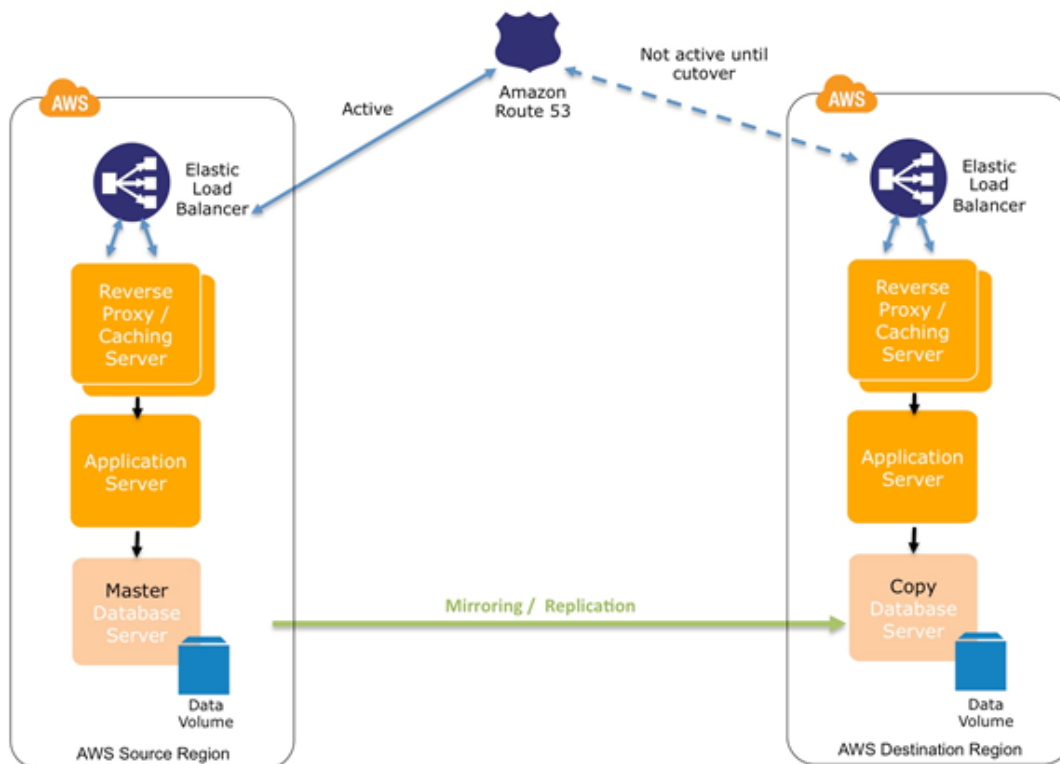 Amazon
Route 53
Active
Not active until
cutover
AWS
Elastic
Load
Balancer
Reverse
Proxy /
Caching
Server
Application
Server
Master
Database
Server
Data
Volume
AWS Source Region
Mirroring / Replication
AWS
Elastic
Load
Balancer
Reverse
Proxy /
Caching
Server
Application
Server
Copy
Database
Server
Data
Volume
AWS Destination Region